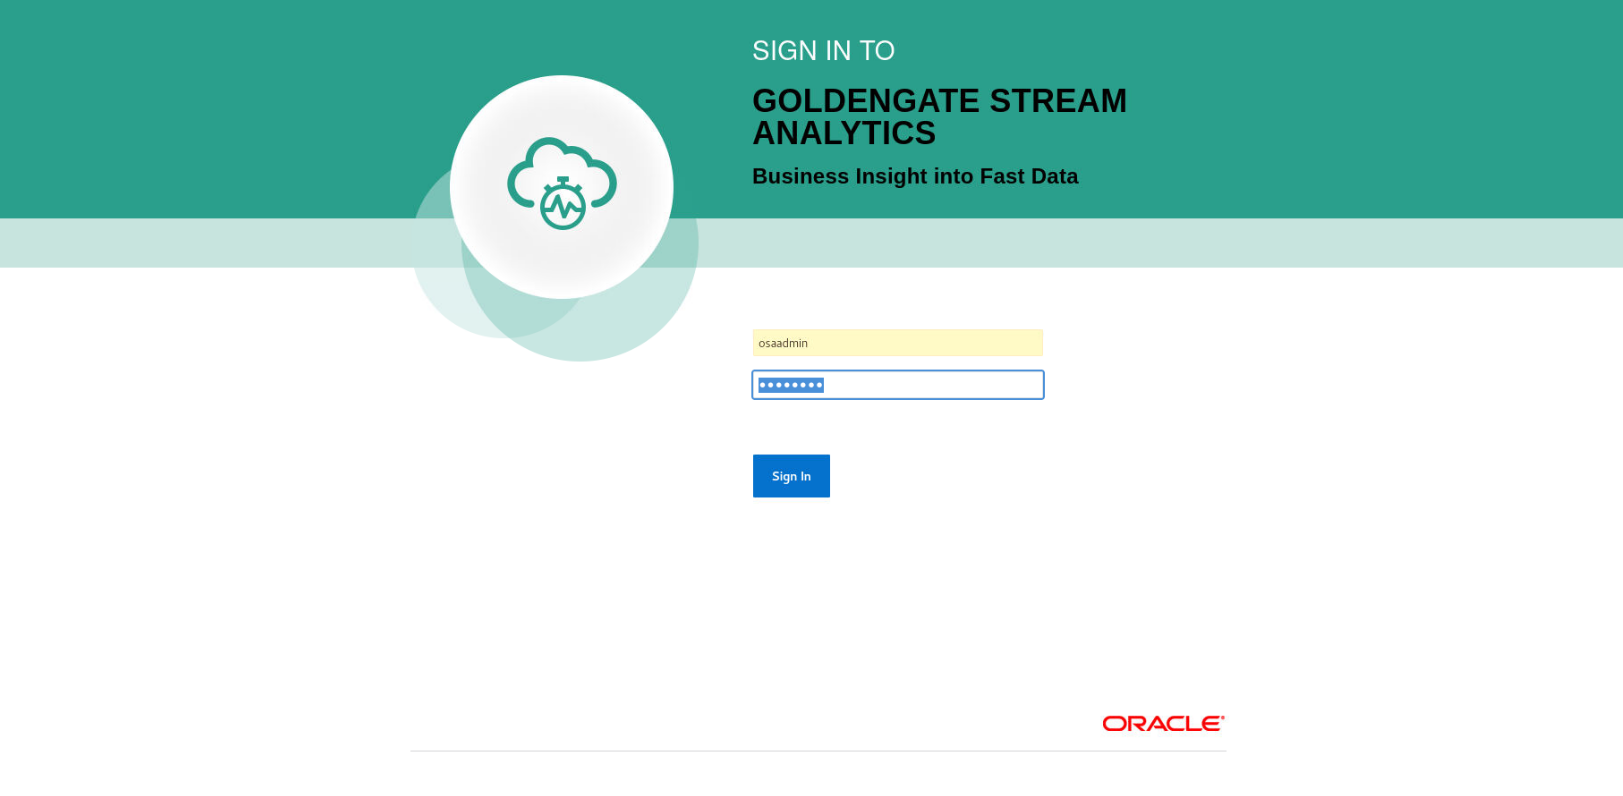 SIGN IN TO
GOLDENGATE STREAM
ANALYTICS
Business Insight into Fast Data
osaadmin
••••••••
Sign In
ORACLE®